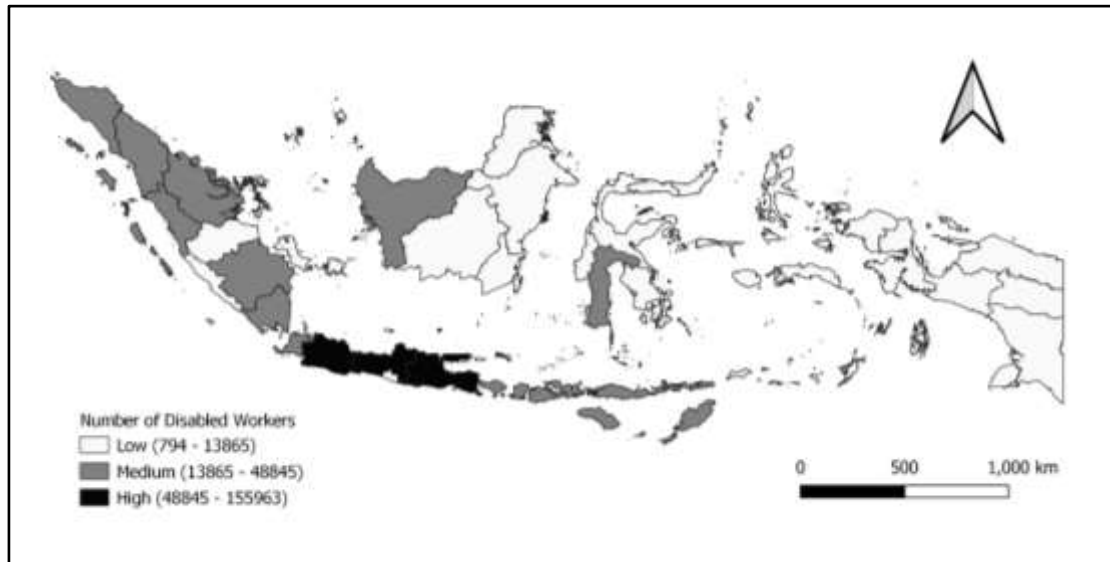 Number of Disabled Workers
Low (794 - 13865)
Medium (13865 - 48845)
High (48845 - 155963)
0 500 1,000 km